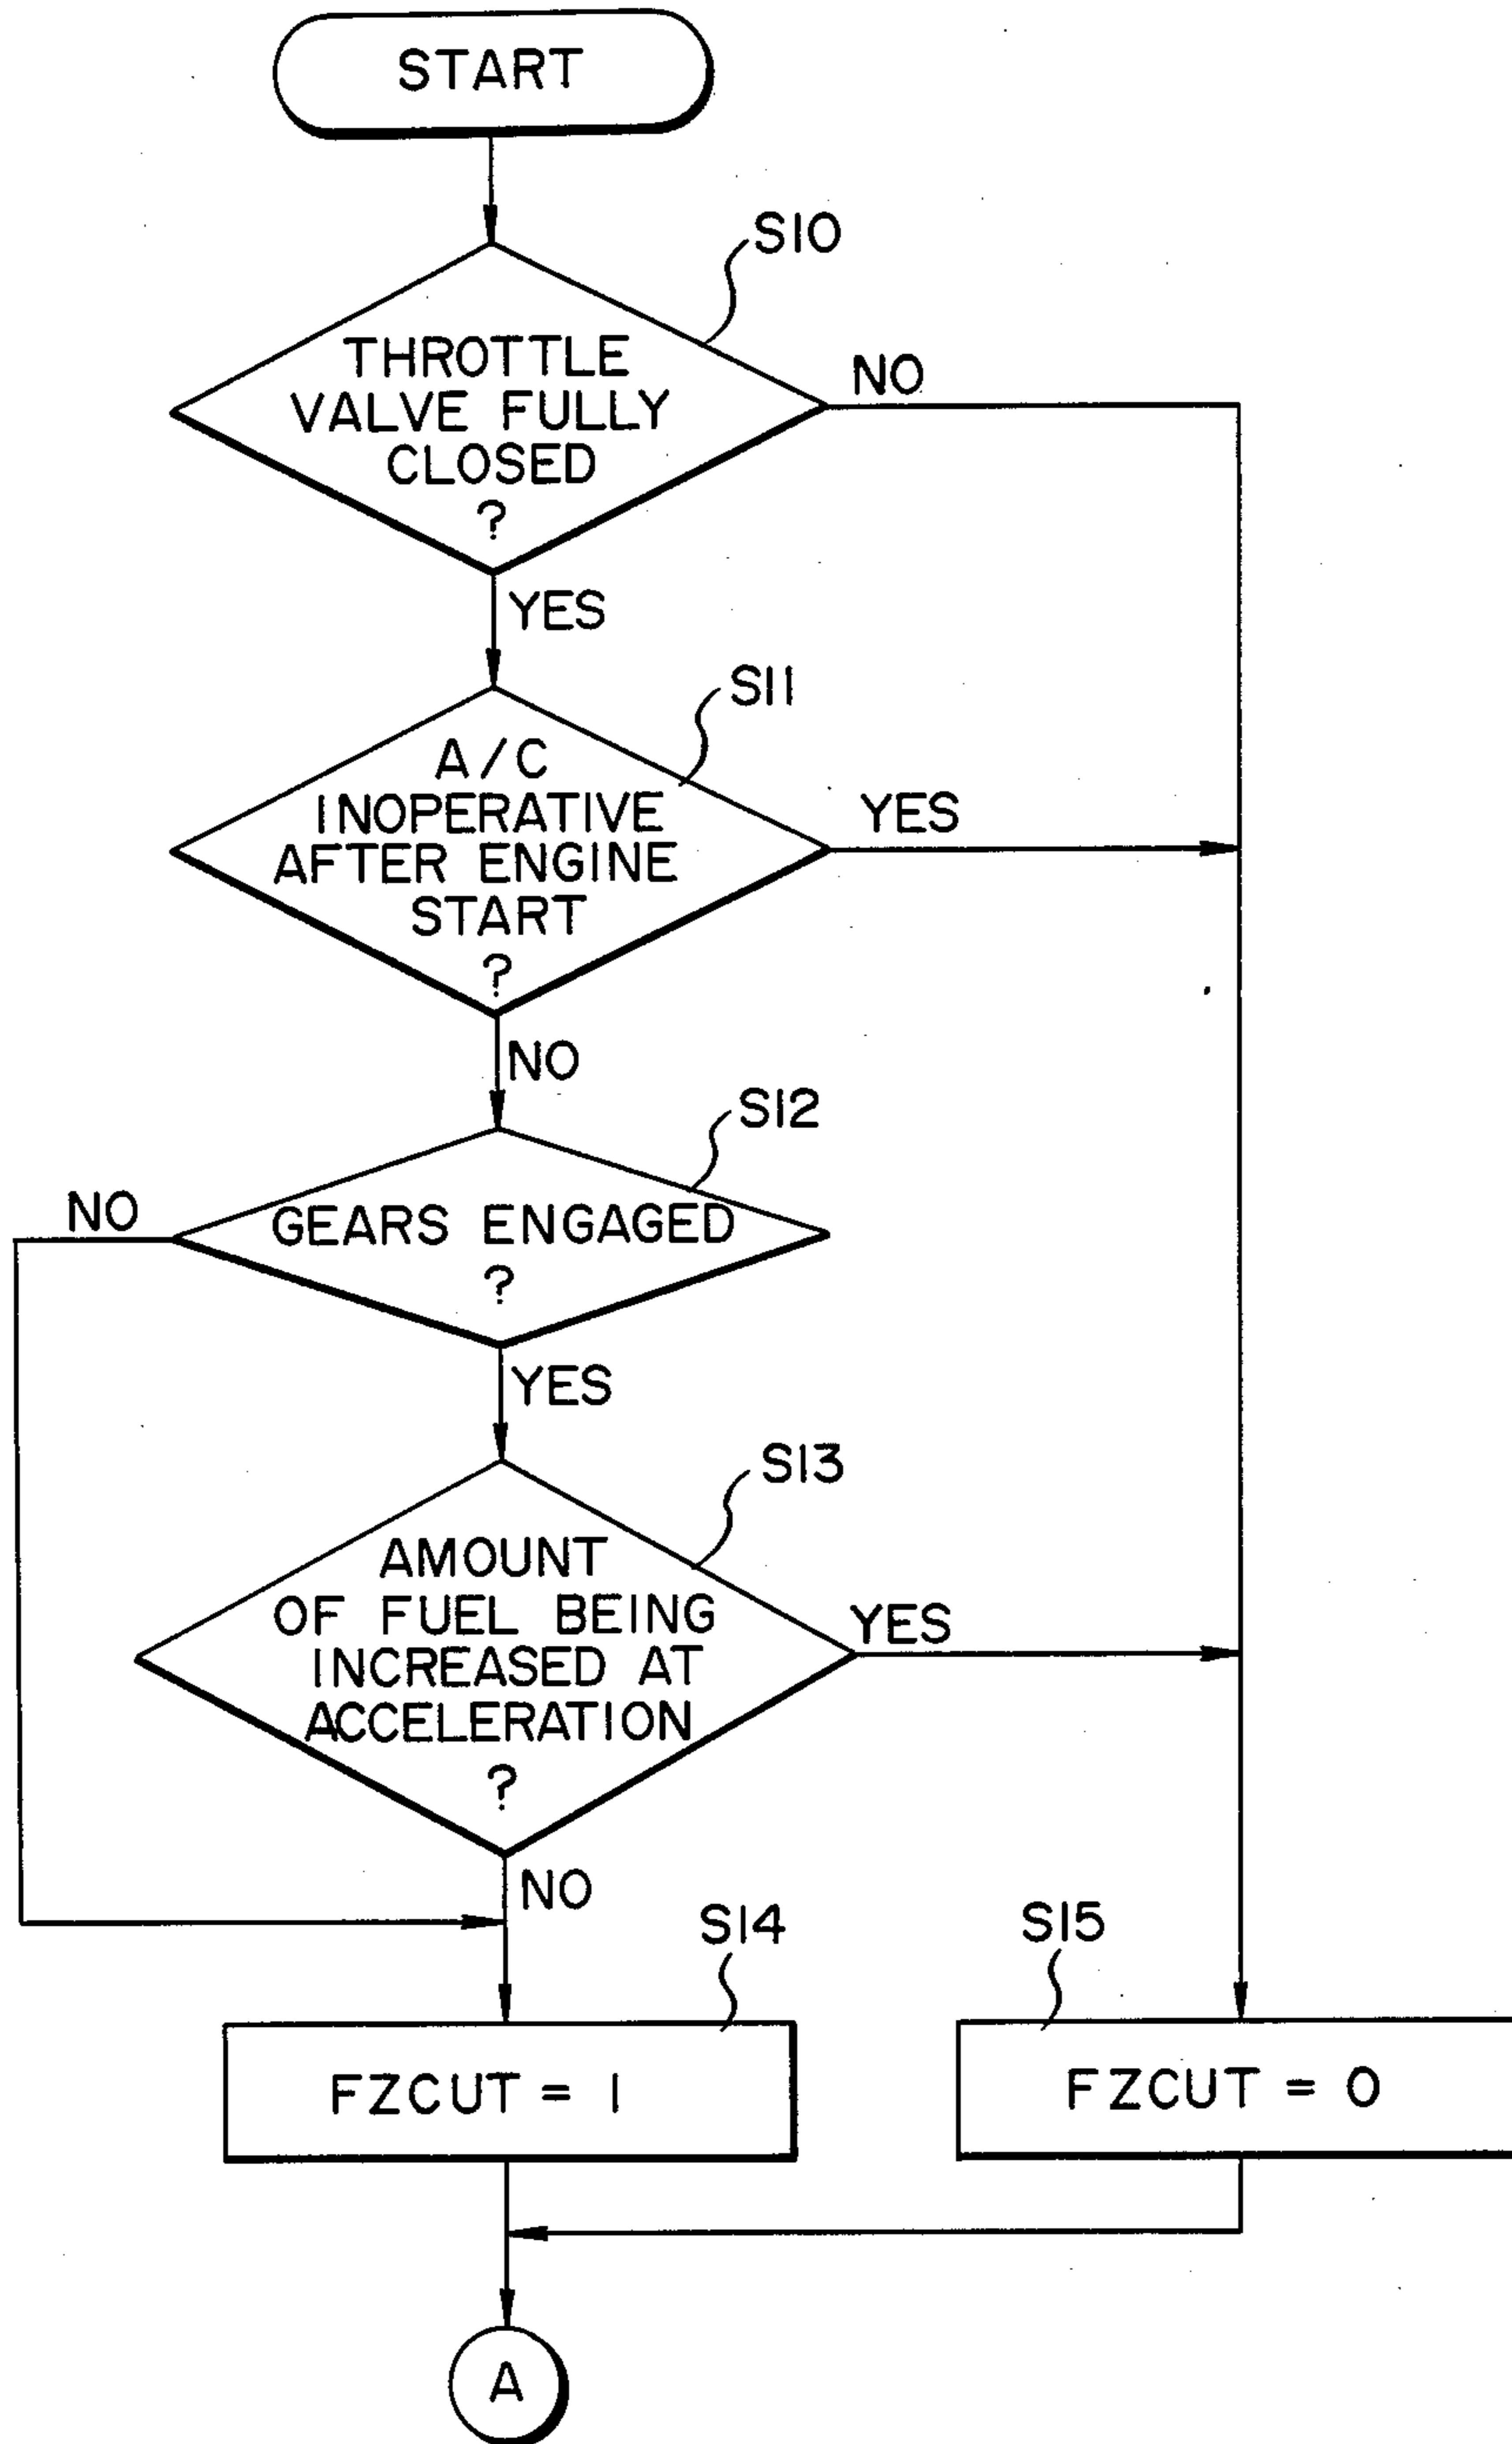 START
S10
THROTTLE
VALVE FULLY
CLOSED
?
NO
YES
S11
A/C
INOPERATIVE
AFTER ENGINE
START
?
YES
NO
S12
NO
GEARS ENGAGED
?
YES
S13
AMOUNT
OF FUEL BEING
INCREASED AT
ACCELERATION
?
YES
NO
S14
S15
FZCUT = 1
FZCUT = 0
A